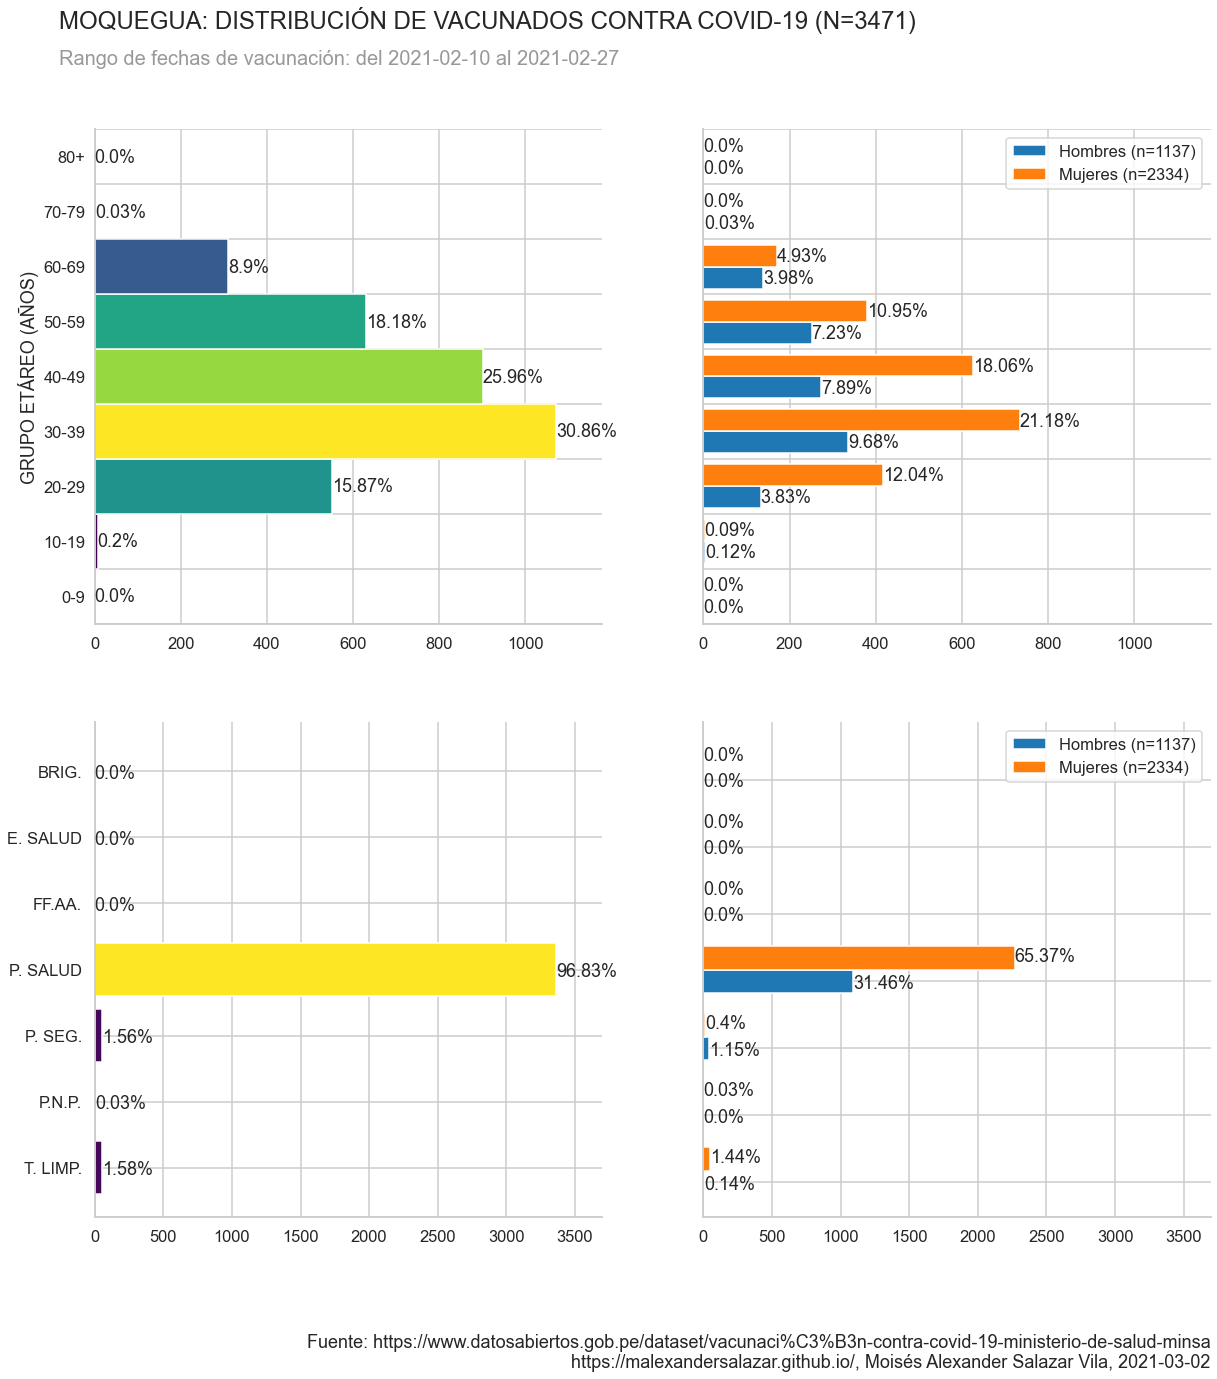 MOQUEGUA: DISTRIBUCIÓN DE VACUNADOS CONTRA COVID-19 (N=3471)
Rango de fechas de vacunación: del 2021-02-10 al 2021-02-27
GRUPO ETÁREO (AÑOS)
80+ 0.0%
70-79 0.03%
60-69 8.9%
50-59 18.18%
40-49 25.96%
30-39 30.86%
20-29 15.87%
10-19 0.2%
0-9 0.0%
0 200 400 600 800 1000
Hombres (n=1137)
Mujeres (n=2334)
0.0%
0.0%
0.0%
0.03%
4.93%
3.98%
10.95%
7.23%
18.06%
7.89%
21.18%
9.68%
12.04%
3.83%
0.09%
0.12%
0.0%
0.0%
0 200 400 600 800 1000
BRIG. 0.0%
E. SALUD 0.0%
FF.AA. 0.0%
P. SALUD 96.83%
P. SEG. 1.56%
P.N.P. 0.03%
T. LIMP. 1.58%
0 500 1000 1500 2000 2500 3000 3500
Hombres (n=1137)
Mujeres (n=2334)
0.0%
0.0%
0.0%
0.0%
0.0%
0.0%
65.37%
31.46%
0.4%
1.15%
0.03%
0.0%
1.44%
0.14%
0 500 1000 1500 2000 2500 3000 3500
Fuente: https://www.datosabiertos.gob.pe/dataset/vacunaci%C3%B3n-contra-covid-19-ministerio-de-salud-minsa
https://malexandersalazar.github.io/, Moisés Alexander Salazar Vila, 2021-03-02